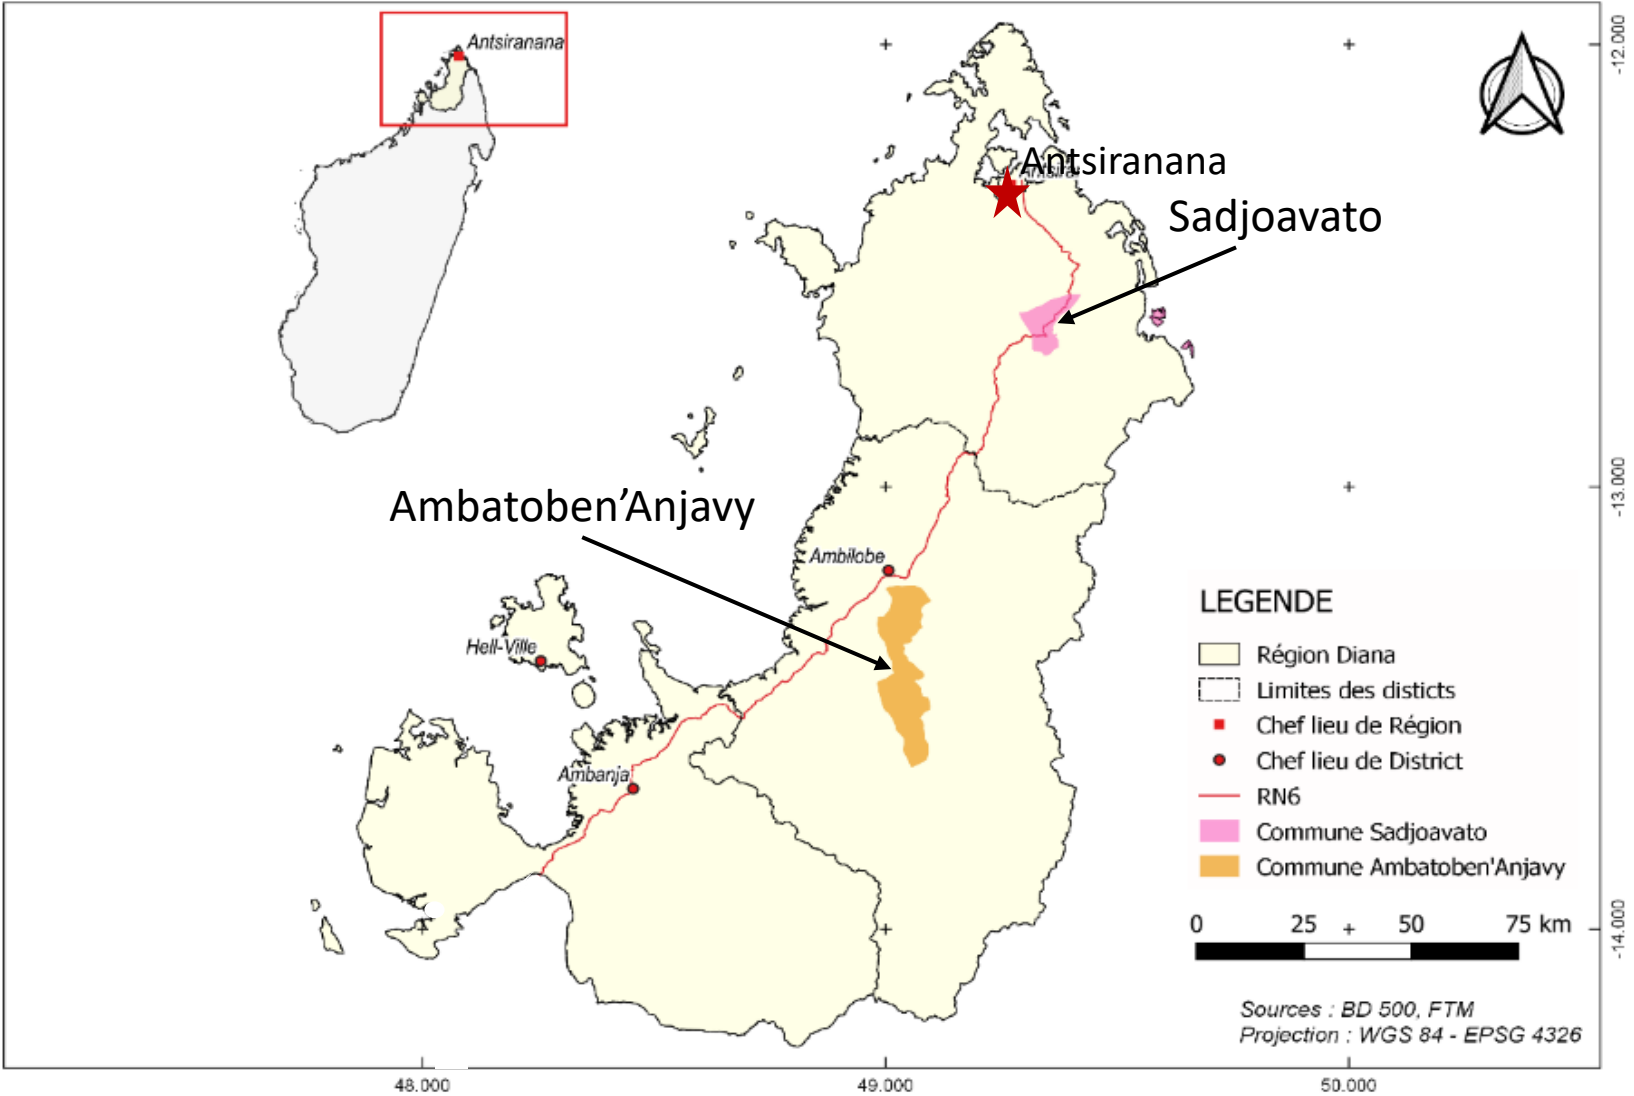 Antsiranana
-12.000
Antsiranana
Sadjoavato
Ambatoben’Anjavy
-13.000
Ambilobe
Hell-Ville
Ambanja
LEGENDE
Région Diana
Limites des disticts
Chef lieu de Région
Chef lieu de District
RN6
Commune Sadjoavato
Commune Ambatoben'Anjavy
0 25 50 75 km
-14.000
Sources : BD 500, FTM
Projection : WGS 84 - EPSG 4326
48.000 49.000 50.000